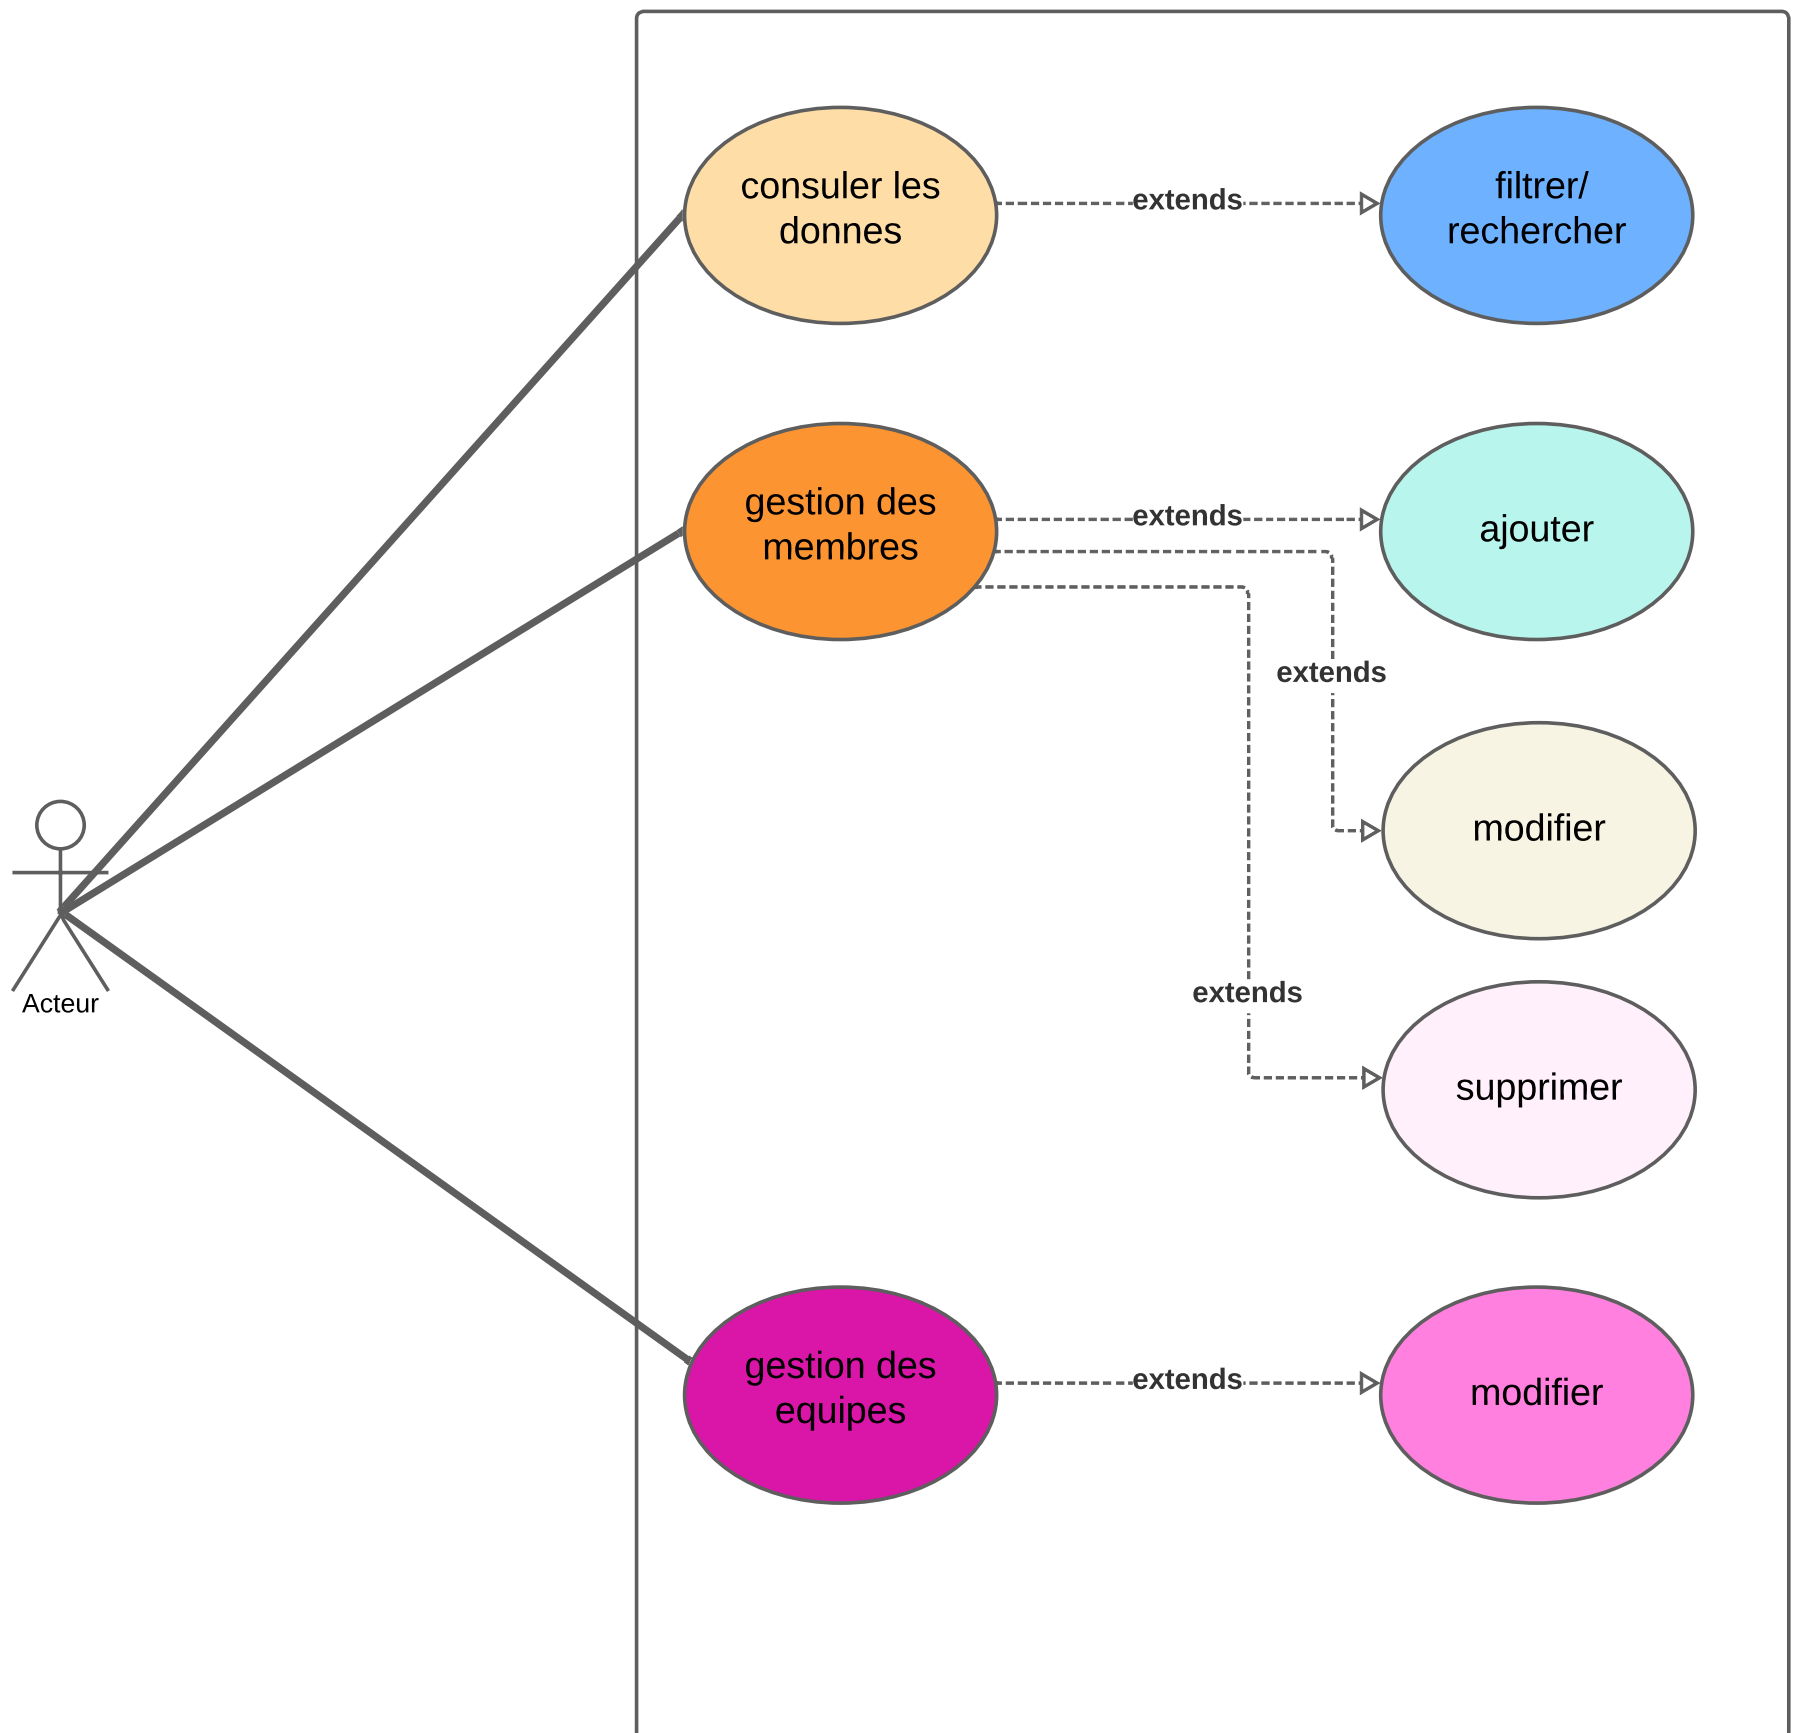 consuler les
donnes
extends
filtrer/
rechercher
gestion des
membres
extends
ajouter
extends
modifier
Acteur
extends
supprimer
gestion des
equipes
extends
modifier